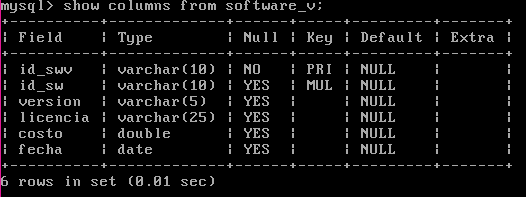 mysql> show columns from software_v;
+----------+-------------+------+-----+---------+-------+
| Field    | Type        | Null | Key | Default | Extra |
+----------+-------------+------+-----+---------+-------+
| id_swv   | varchar(10) | NO   | PRI | NULL    |       |
| id_sw    | varchar(10) | YES  | MUL | NULL    |       |
| version  | varchar(5)  | YES  |     | NULL    |       |
| licencia | varchar(25) | YES  |     | NULL    |       |
| costo    | double      | YES  |     | NULL    |       |
| fecha    | date        | YES  |     | NULL    |       |
+----------+-------------+------+-----+---------+-------+
6 rows in set (0.01 sec)